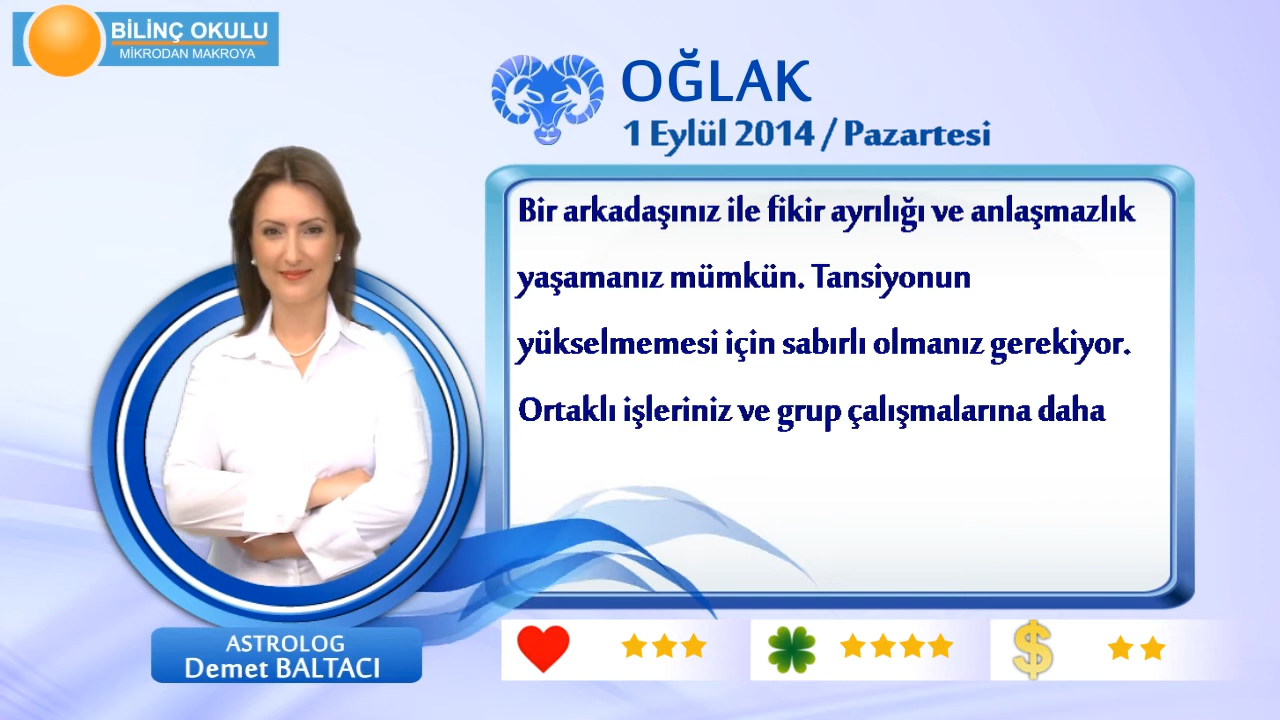 BİLİNÇ OKULU
MİKRODAN MAKROYA
OĞLAK
1 Eylül 2014 / Pazartesi
Bir arkadaşınız ile fikir ayrılığı ve anlaşmazlık
yaşamanız mümkün. Tansiyonun
yükselmemesi için sabırlı olmanız gerekiyor.
Ortaklı işleriniz ve grup çalışmalarına daha
ASTROLOG
Demet BALTACI
$